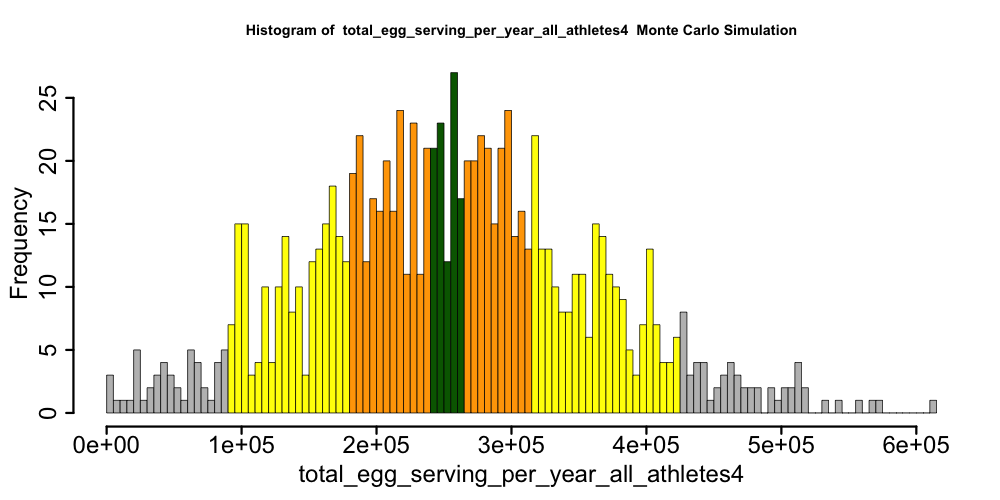 Histogram of  total_egg_serving_per_year_all_athletes4  Monte Carlo Simulation
Frequency
25
20
15
10
5
0
0e+00 1e+05 2e+05 3e+05 4e+05 5e+05 6e+05
total_egg_serving_per_year_all_athletes4